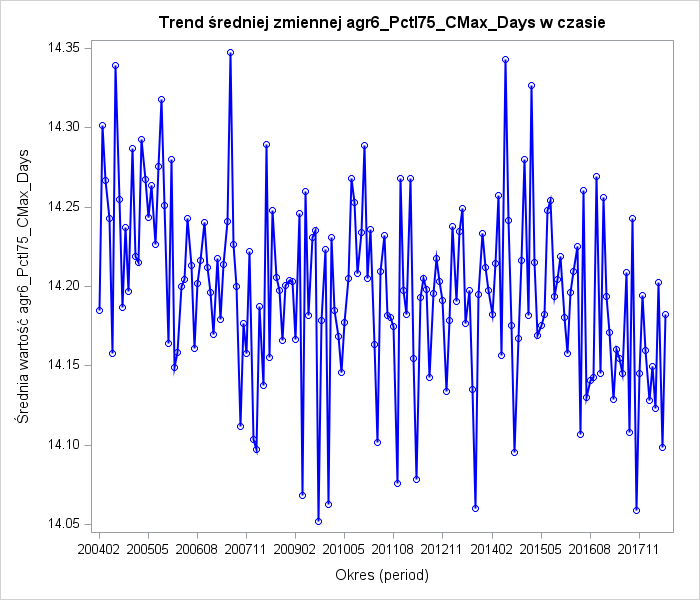 Trend średniej zmiennej agr6_Pctl75_CMax_Days w czasie
Średnia wartość agr6_Pctl75_CMax_Days
14.35
14.30
14.25
14.20
14.15
14.10
14.05
200402 200505 200608 200711 200902 201005 201108 201211 201402 201505 201608 201711
Okres (period)